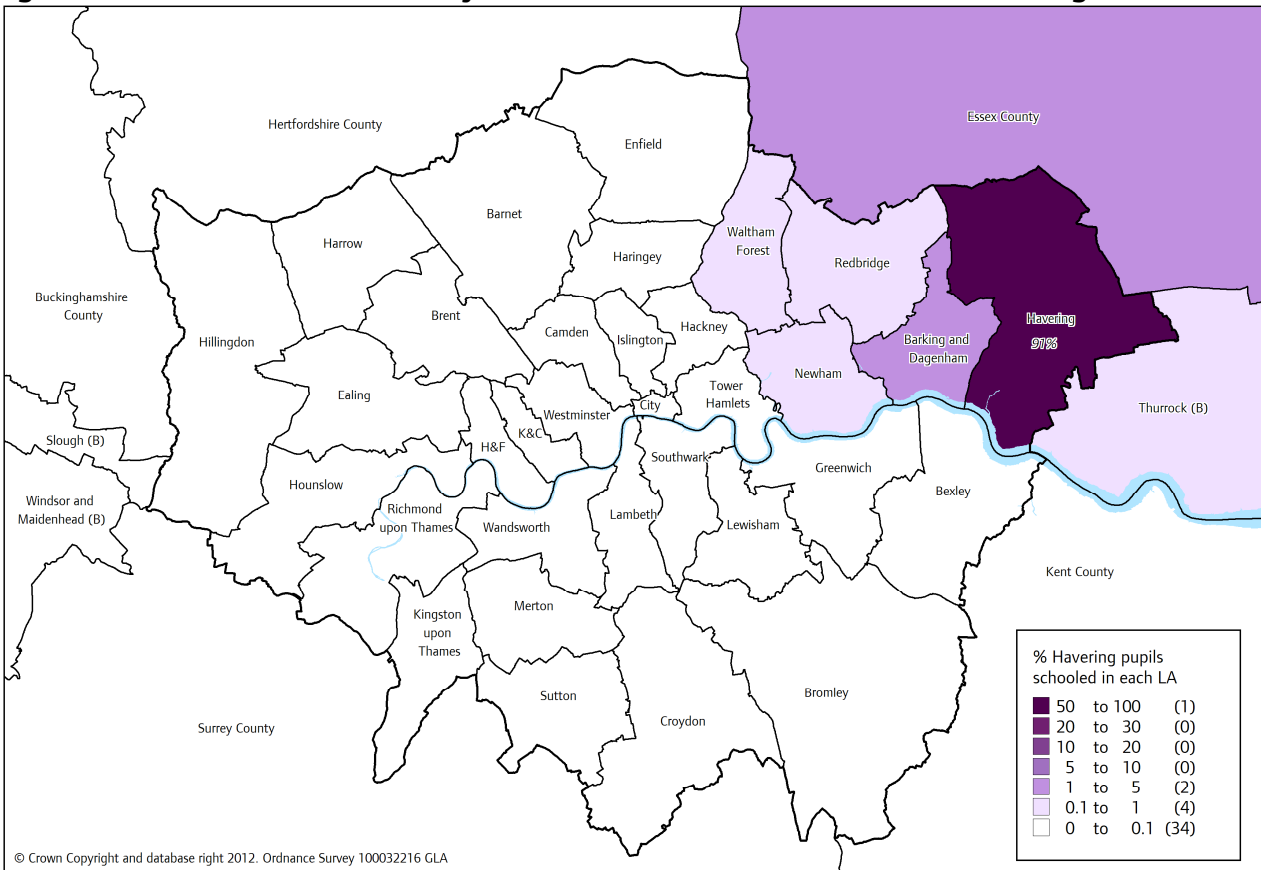 Hertfordshire County
Essex County
Enfield
Barnet
Waltham
Forest
Harrow
Haringey
Redbridge
Buckinghamshire
County
Brent
Hillingdon
Camden
Islington
Hackney
Havering
91%
Barking and
Dagenham
Newham
Ealing
Tower
Hamlets
Thurrock (B)
City
Westminster
K&C
H&F
Slough (B)
Southwark
Greenwich
Hounslow
Bexley
Windsor and
Maidenhead (B)
Richmond
upon Thames
Wandsworth
Lambeth
Lewisham
Kent County
Merton
Kingston
upon
Thames
Sutton
Croydon
Bromley
Surrey County
% Havering pupils
schooled in each LA
50 to 100 (1)
20 to 30 (0)
10 to 20 (0)
5 to 10 (0)
1 to 5 (2)
0.1 to 1 (4)
0 to 0.1 (34)
© Crown Copyright and database right 2012. Ordnance Survey 100032216 GLA